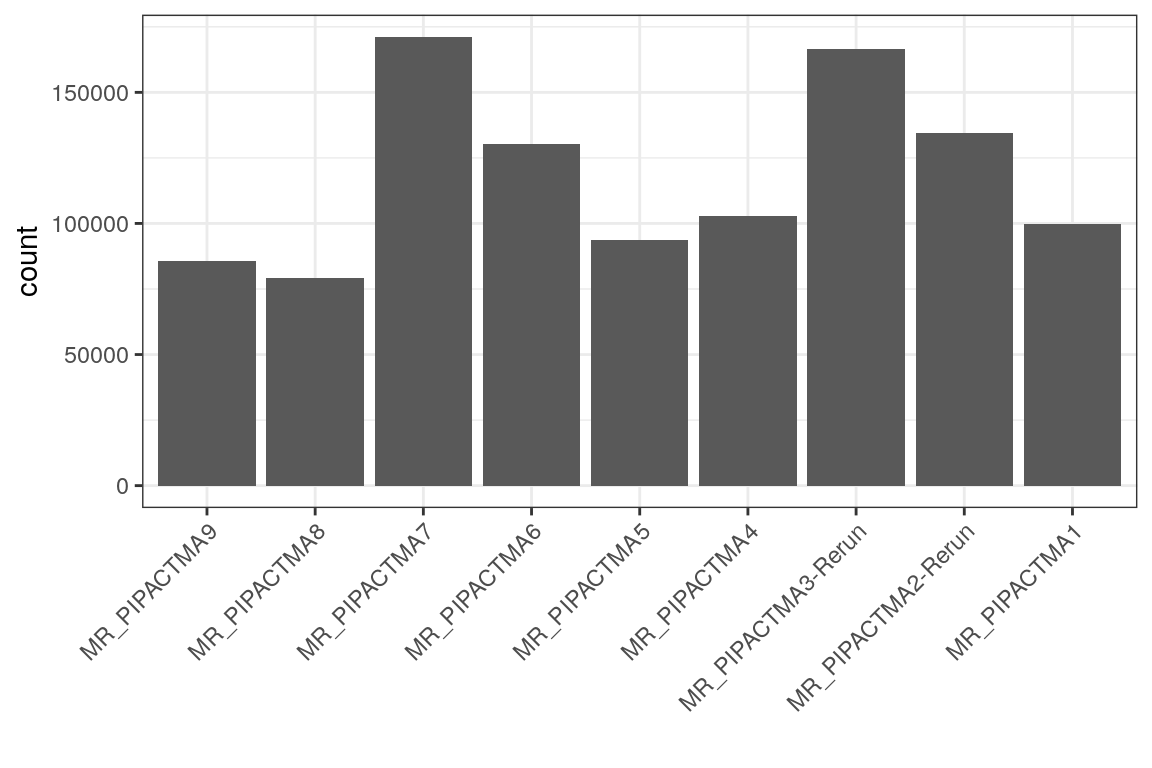 count
150000
100000
50000
0
MR_PIPACTMA9
MR_PIPACTMA8
MR_PIPACTMA7
MR_PIPACTMA6
MR_PIPACTMA5
MR_PIPACTMA4
MR_PIPACTMA3-Rerun
MR_PIPACTMA2-Rerun
MR_PIPACTMA1